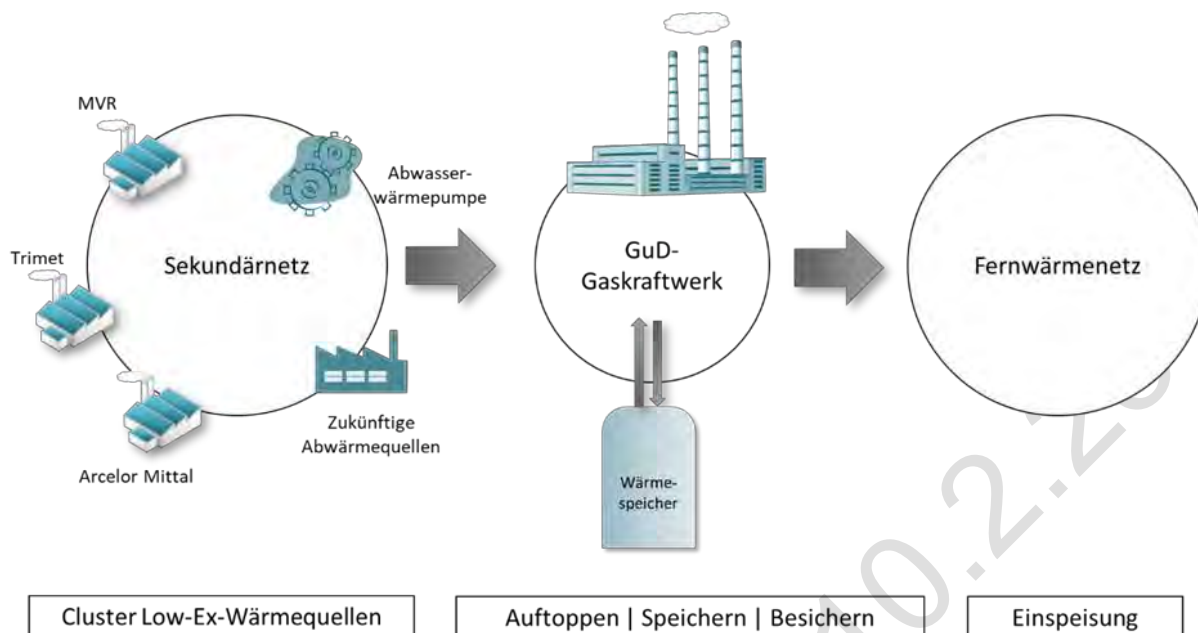 MVR
Abwasser-
wärmepumpe
Trimet
Sekundärnetz
GuD-
Gaskraftwerk
Fernwärmenetz
Zukünftige
Abwärmequellen
Arcelor Mittal
Wärme-
speicher
Cluster Low-Ex-Wärmequellen
Auftoppen | Speichern | Besichern
Einspeisung